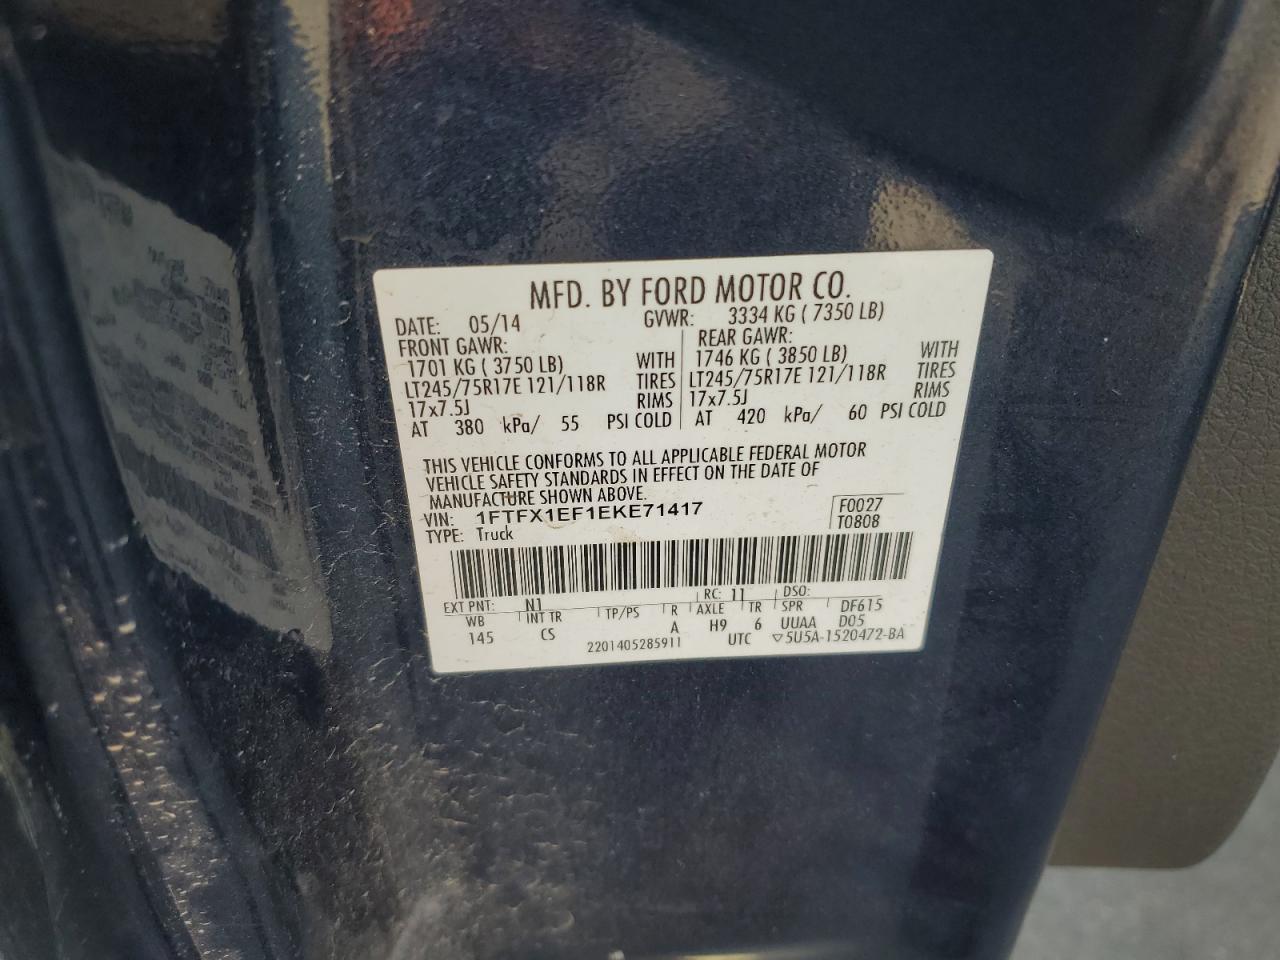 MFD. BY FORD MOTOR CO.
DATE: 05/14 GVWR: 3334 KG ( 7350 LB)
FRONT GAWR: REAR GAWR:
1701 KG ( 3750 LB) WITH 1746 KG ( 3850 LB) WITH
LT245/75R17E 121/118R TIRES LT245/75R17E 121/118R TIRES
17x7.5J RIMS 17x7.5J RIMS
AT 380 kPa/ 55 PSI COLD AT 420 kPa/ 60 PSI COLD
THIS VEHICLE CONFORMS TO ALL APPLICABLE FEDERAL MOTOR
VEHICLE SAFETY STANDARDS IN EFFECT ON THE DATE OF
MANUFACTURE SHOWN ABOVE.
VIN: 1FTFX1EF1EKE71417 F0027
TYPE: Truck T0808
EXT PNT: N1 RC: 11 DSO:
WB INT TR TP/PS R AXLE TR SPR DF615
145 CS A H9 6 UUAA D05
2201405285911 UTC ▽5U5A-1520472-BA